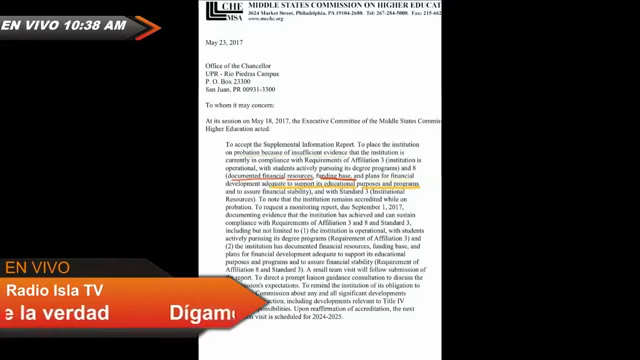 EN VIVO 10:38 AM
CHE
MSA
MIDDLE STATES COMMISSION ON HIGHER EDUCA
3624 Market Street, Philadelphia, PA 19104-2680. Tel: 267-284-5000. Fax: 215-66
www.msche.org
May 23, 2017
Office of the Chancellor
UPR - Rio Piedras Campus
P. O. Box 23300
San Juan, PR 00931-3300
To whom it may concern:
At its session on May 18, 2017, the Executive Committee of the Middle States Commiss
Higher Education acted:
To accept the Supplemental Information Report. To place the institution
on probation because of insufficient evidence that the institution is
currently in compliance with Requirements of Affiliation 3 (institution is
operational, with students actively pursuing its degree programs) and 8
(documented financial resources, funding base, and plans for financial
development adequate to support its educational purposes and programs
and to assure financial stability), and with Standard 3 (Institutional
Resources). To note that the institution remains accredited while on
probation. To request a monitoring report, due September 1, 2017,
documenting evidence that the institution has achieved and can sustain
compliance with Requirements of Affiliation 3 and 8 and Standard 3,
including but not limited to (1) the institution is operational, with
students actively pursuing its degree programs (Requirement of Affiliation 3) and
(2) the institution has documented financial resources, funding base, and
plans for financial development adequate to support its educational
purposes and programs and to assure financial stability (Requirement of
Affiliation 8 and Standard 3). A small team visit will follow submission of
the report. To direct a prompt liaison guidance consultation to discuss the
ission's expectations. To remind the institution of its obligation to
Commission about any and all significant developments
action, including developments relevant to Title IV
sponsibilities. Upon reaffirmation of accreditation, the next
on visit is scheduled for 2024-2025.
EN VIVO
Radio Isla TV
e la verdad Dígam